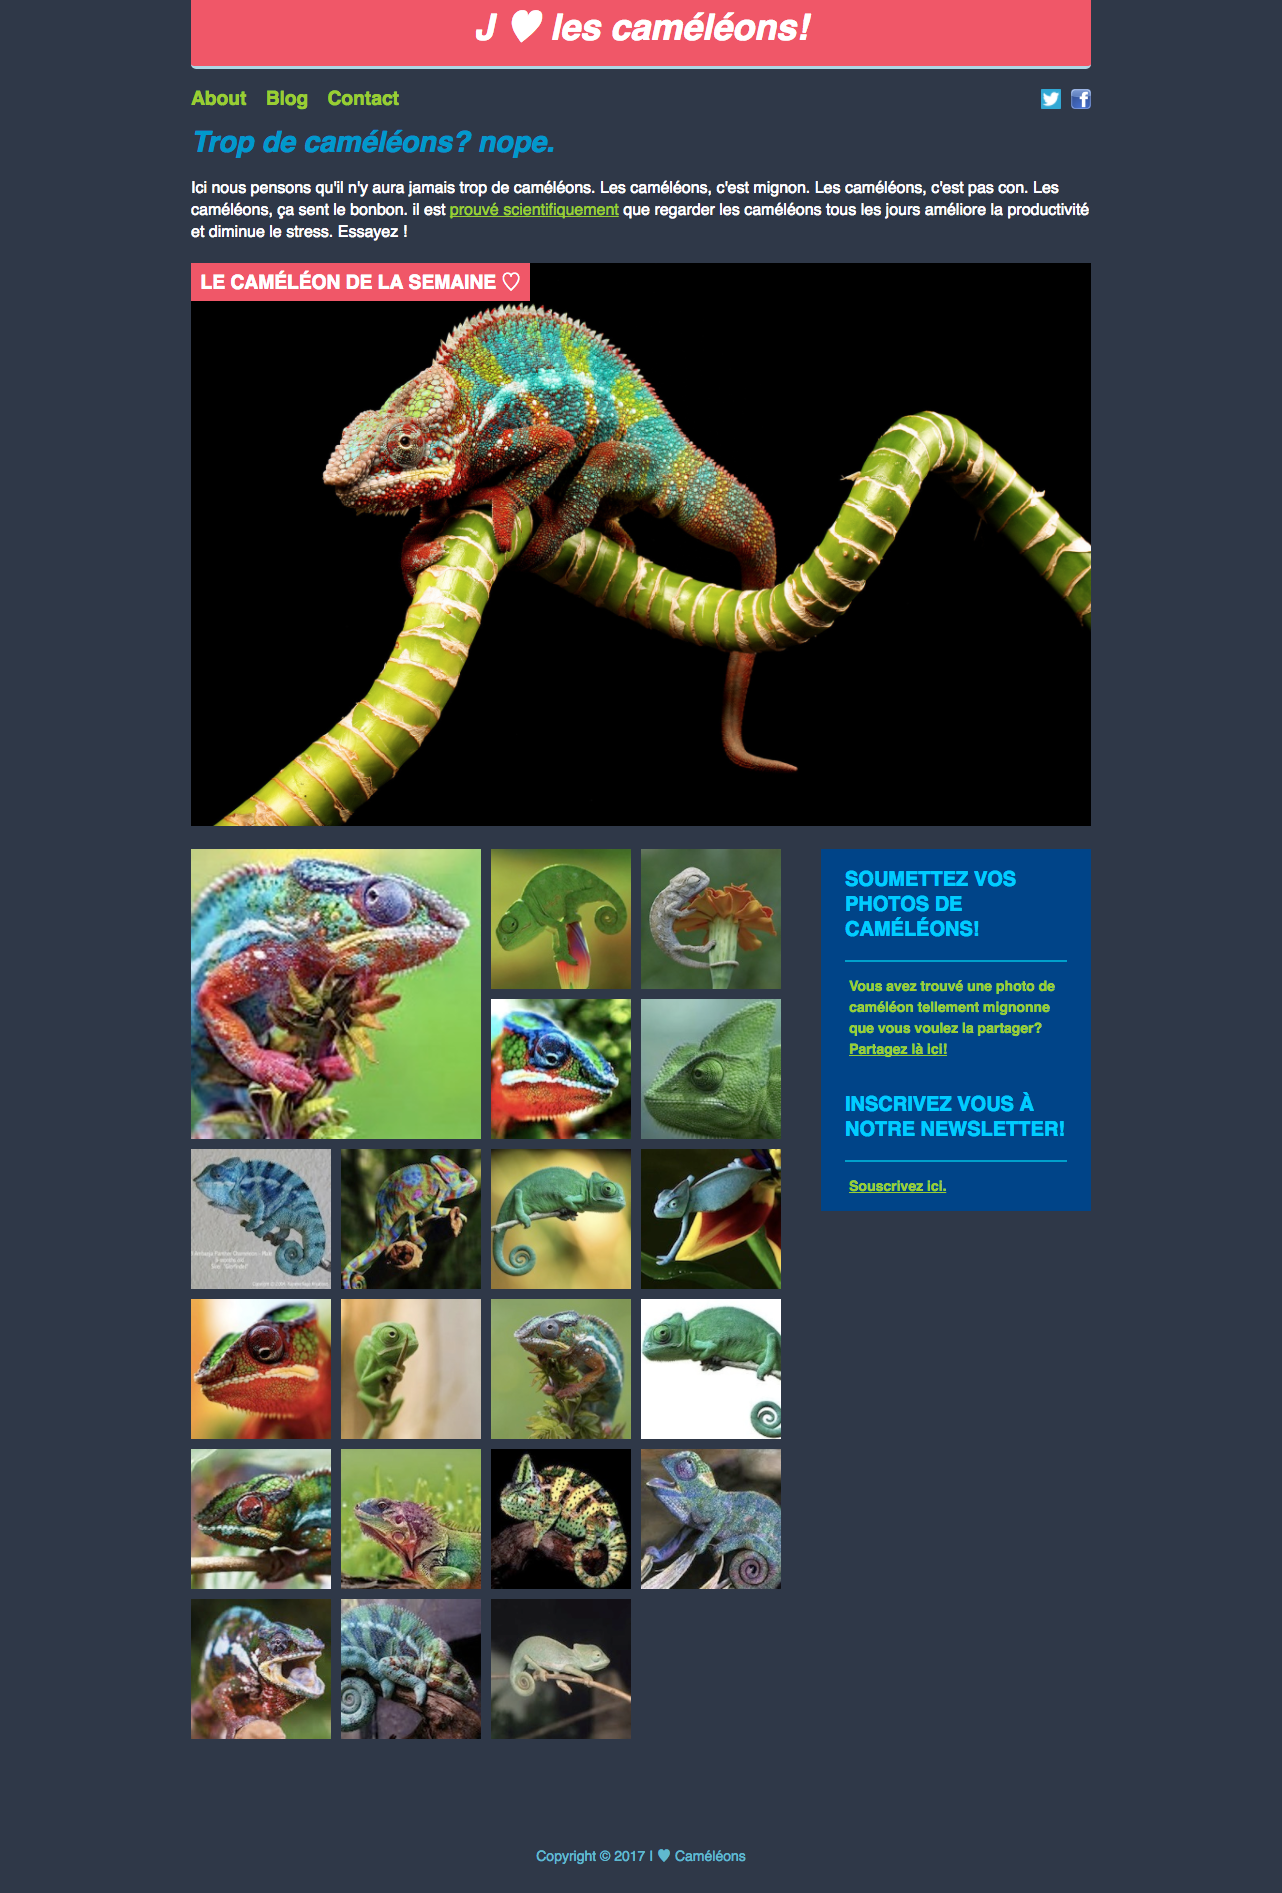 J ♥ les caméléons!
About Blog Contact
Trop de caméléons? nope.
Ici nous pensons qu'il n'y aura jamais trop de caméléons. Les caméléons, c'est mignon. Les caméléons, c'est pas con. Les
caméléons, ça sent le bonbon. il est prouvé scientifiquement que regarder les caméléons tous les jours améliore la productivité
et diminue le stress. Essayez !
LE CAMÉLÉON DE LA SEMAINE ♡
SOUMETTEZ VOS
PHOTOS DE
CAMÉLÉONS!
Vous avez trouvé une photo de
caméléon tellement mignonne
que vous voulez la partager?
Partagez là ici!
INSCRIVEZ VOUS À
NOTRE NEWSLETTER!
Souscrivez ici.
Copyright © 2017 I ♥ Caméléons